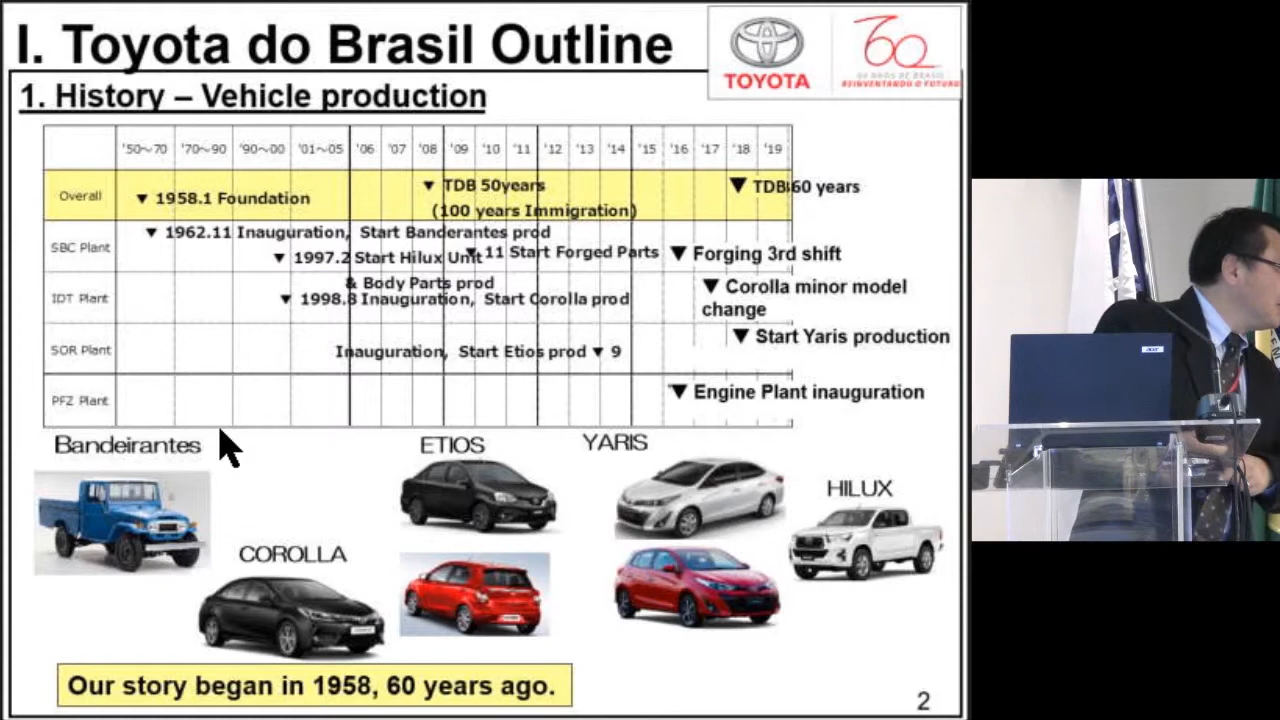 I. Toyota do Brasil Outline
TOYOTA
60
60 ANOS DE BRASIL
REINVENTANDO O FUTURO
1. History – Vehicle production
'50～70 '70～90 '90～00 '01～05 '06 '07 '08 '09 '10 '11 '12 '13 '14 '15 '16 '17 '18 '19
Overall ▼ 1958.1 Foundation ▼ TDB 50years ▼ TDB 60 years
(100 years Immigration)
SBC Plant ▼ 1962.11 Inauguration, Start Banderantes prod
▼ 1997.2 Start Hilux Unit ▼ 11 Start Forged Parts ▼ Forging 3rd shift
& Body Parts prod
IDT Plant ▼ 1998.8 Inauguration, Start Corolla prod ▼ Corolla minor model
change
SOR Plant Inauguration, Start Etios prod ▼ 9 ▼ Start Yaris production
PFZ Plant ▼ Engine Plant inauguration
Bandeirantes
ETIOS
YARIS
HILUX
COROLLA
Our story began in 1958, 60 years ago.
2
acer